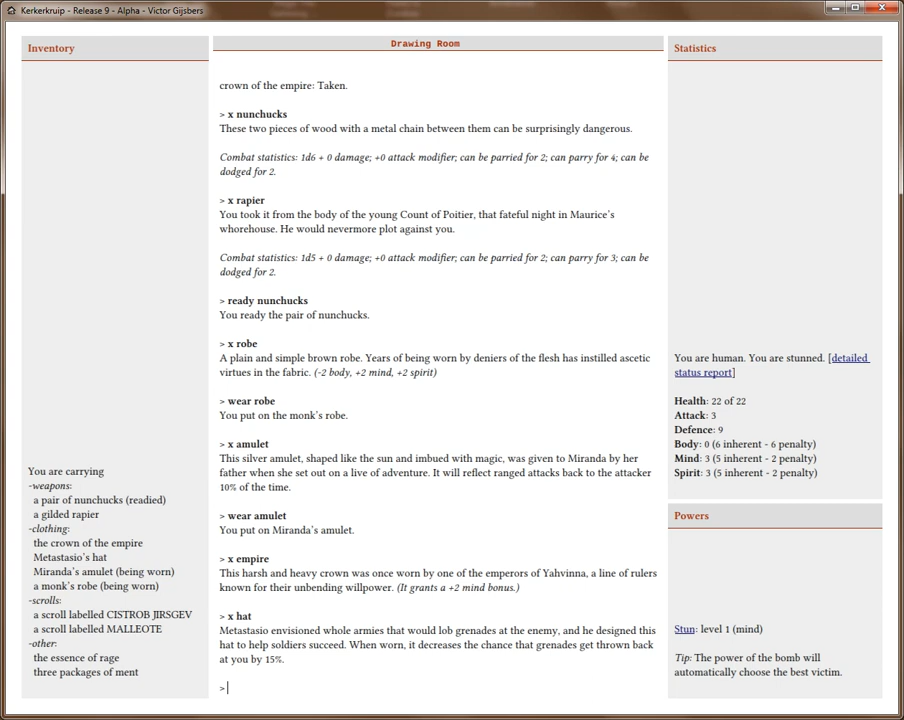 Kerkerkruip - Release 9 - Alpha - Victor Gijsbers
Inventory
You are carrying
-weapons:
a pair of nunchucks (readied)
a gilded rapier
-clothing:
the crown of the empire
Metastasio's hat
Miranda's amulet (being worn)
a monk's robe (being worn)
-scrolls:
a scroll labelled CISTROB JIRSGEV
a scroll labelled MALLEOTE
-other:
the essence of rage
three packages of ment
Drawing Room
crown of the empire: Taken.
> x nunchucks
These two pieces of wood with a metal chain between them can be surprisingly dangerous.
Combat statistics: 1d6 + 0 damage; +0 attack modifier; can be parried for 2; can parry for 4; can be
dodged for 2.
> x rapier
You took it from the body of the young Count of Poitier, that fateful night in Maurice's
whorehouse. He would nevermore plot against you.
Combat statistics: 1d5 + 0 damage; +0 attack modifier; can be parried for 2; can parry for 3; can be
dodged for 2.
> ready nunchucks
You ready the pair of nunchucks.
> x robe
A plain and simple brown robe. Years of being worn by deniers of the flesh has instilled ascetic
virtues in the fabric. (-2 body, +2 mind, +2 spirit)
> wear robe
You put on the monk's robe.
> x amulet
This silver amulet, shaped like the sun and imbued with magic, was given to Miranda by her
father when she set out on a live of adventure. It will reflect ranged attacks back to the attacker
10% of the time.
> wear amulet
You put on Miranda's amulet.
> x empire
This harsh and heavy crown was once worn by one of the emperors of Yahvinna, a line of rulers
known for their unbending willpower. (It grants a +2 mind bonus.)
> x hat
Metastasio envisioned whole armies that would lob grenades at the enemy, and he designed this
hat to help soldiers succeed. When worn, it decreases the chance that grenades get thrown back
at you by 15%.
>
Statistics
You are human. You are stunned. [detailed
status report]
Health: 22 of 22
Attack: 3
Defence: 9
Body: 0 (6 inherent - 6 penalty)
Mind: 3 (5 inherent - 2 penalty)
Spirit: 3 (5 inherent - 2 penalty)
Powers
Stun: level 1 (mind)
Tip: The power of the bomb will
automatically choose the best victim.